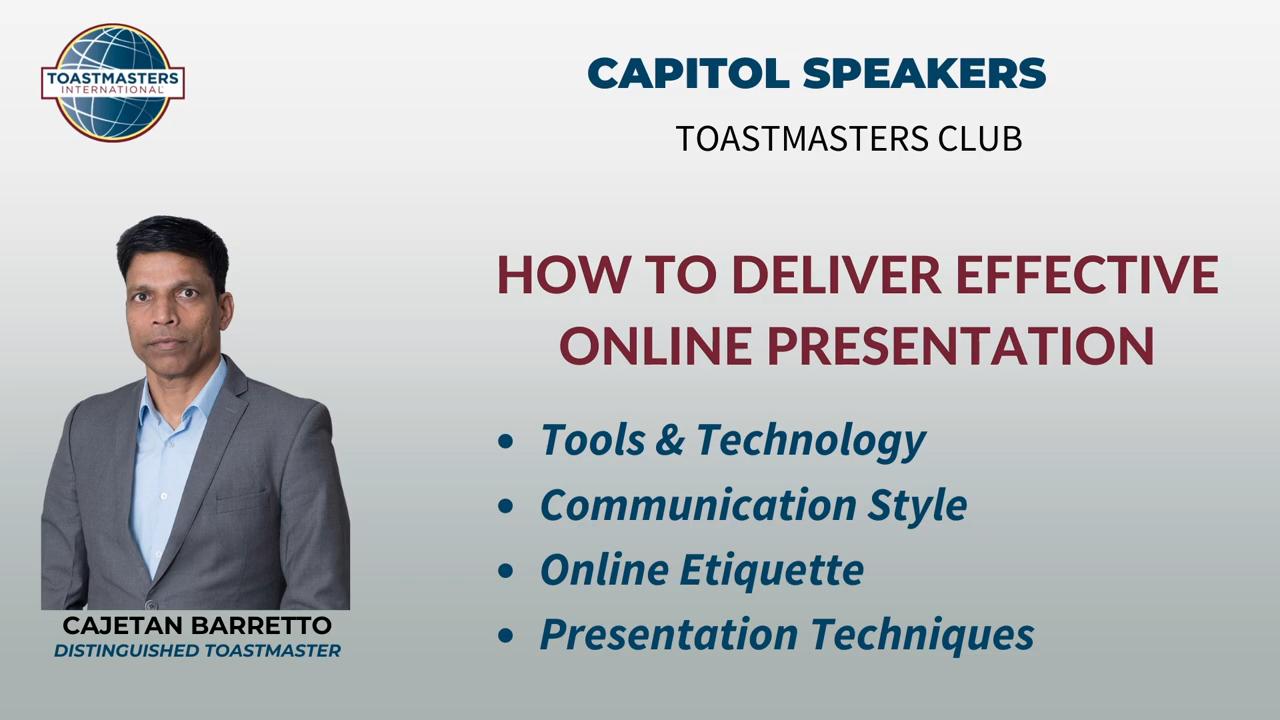 TOASTMASTERS
INTERNATIONAL
CAPITOL SPEAKERS
TOASTMASTERS CLUB
HOW TO DELIVER EFFECTIVE
ONLINE PRESENTATION
• Tools & Technology
• Communication Style
• Online Etiquette
• Presentation Techniques
CAJETAN BARRETTO
DISTINGUISHED TOASTMASTER